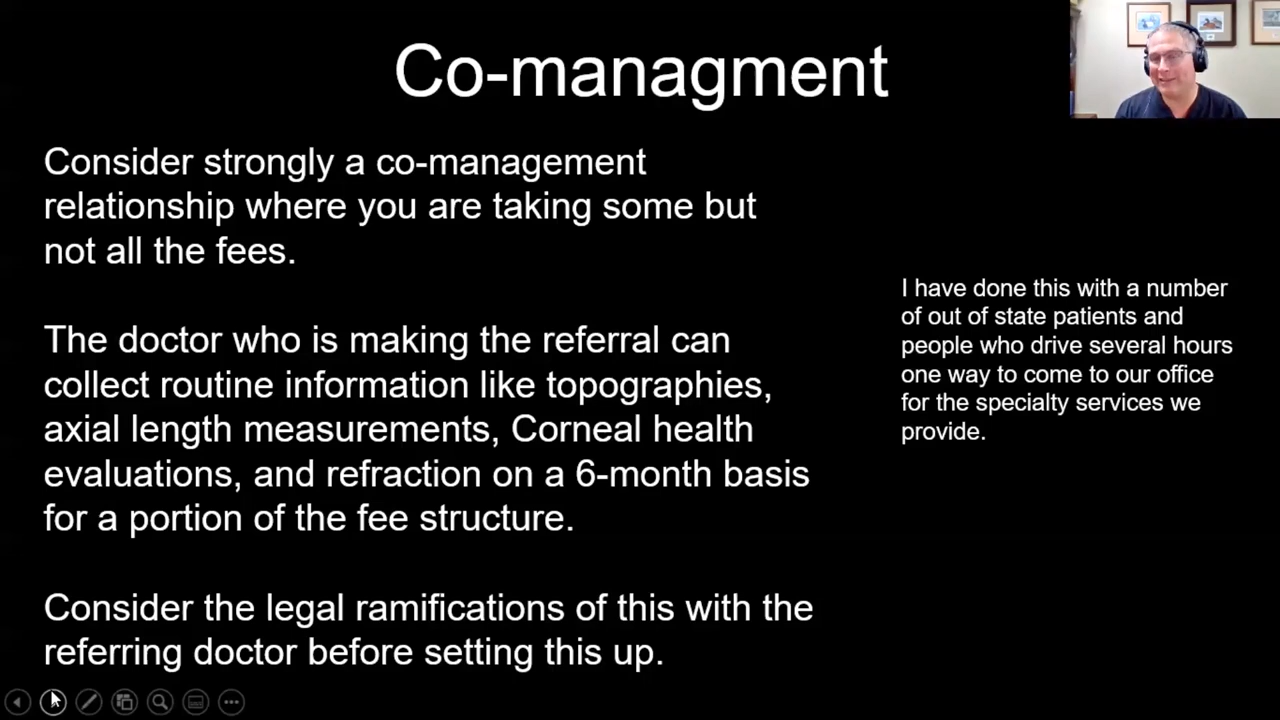 Co-managment
Consider strongly a co-management
relationship where you are taking some but
not all the fees.
The doctor who is making the referral can
collect routine information like topographies,
axial length measurements, Corneal health
evaluations, and refraction on a 6-month basis
for a portion of the fee structure.
Consider the legal ramifications of this with the
referring doctor before setting this up.
I have done this with a number
of out of state patients and
people who drive several hours
one way to come to our office
for the specialty services we
provide.